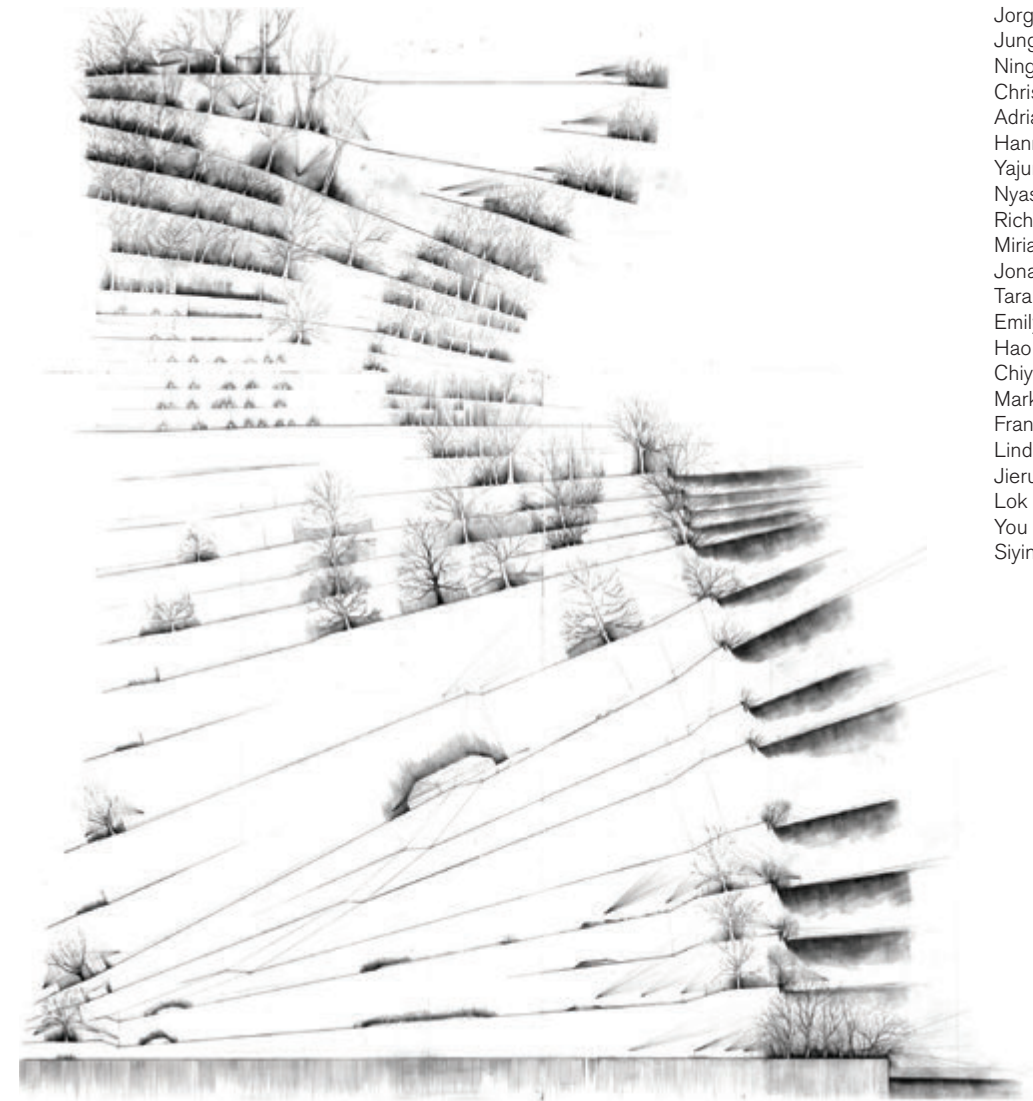 Jorg
Jung
Ning
Chris
Adria
Hann
Yaju
Nyas
Rich
Miria
Jona
Tara
Emil
Hao
Chiy
Mark
Fran
Lind
Jieru
Lok
You
Siyin